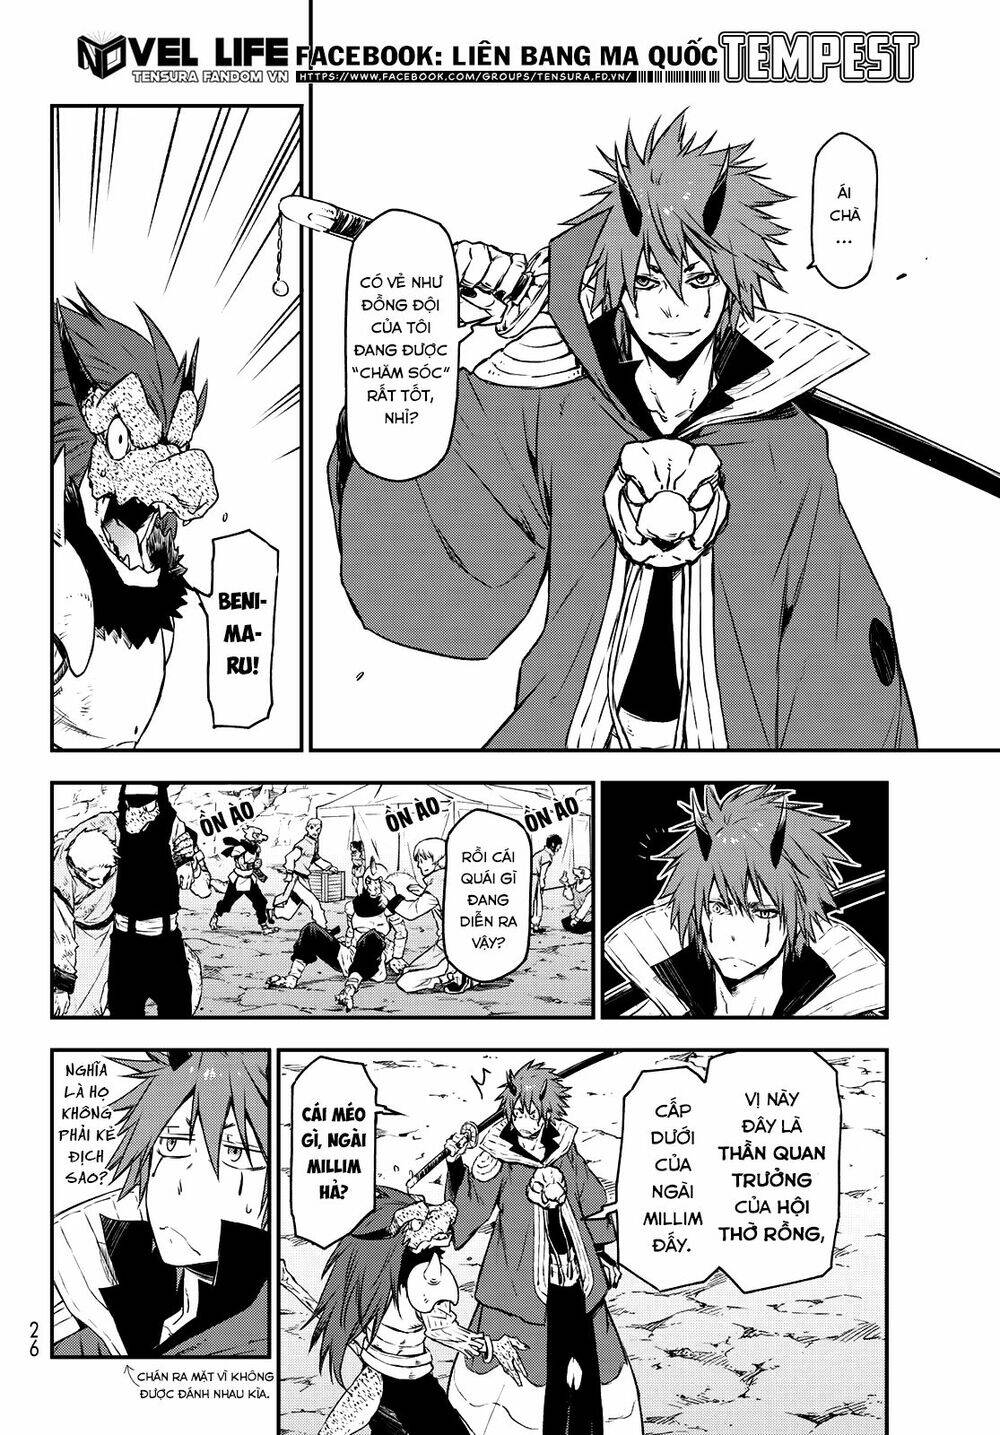 NOVEL LIFE
TENSURA FANDOM VN
FACEBOOK: LIÊN BANG MA QUỐC
HTTPS://WWW.FACEBOOK.COM/GROUPS/TENSURA.FD.VN/
TEMPEST
ÁI
CHÀ
...
CÓ VẺ NHƯ
ĐỒNG ĐỘI
CỦA TÔI
ĐANG ĐƯỢC
“CHĂM SÓC”
RẤT TỐT,
NHỈ?
BENI-
MA-
RU!
ỒN ÀO
ỒN ÀO
ỒN ÀO
RỒI CÁI
QUÁI GÌ
ĐANG
DIỄN RA
VẬY?
VỊ NÀY
ĐÂY LÀ
THẦN QUAN
TRƯỞNG
CỦA HỘI
THỜ RỒNG,
CẤP
DƯỚI
CỦA
NGÀI
MILLIM
ĐẤY.
CÁI MÉO
GÌ, NGÀI
MILLIM
HẢ?
NGHĨA
LÀ HỌ
KHÔNG
PHẢI KẺ
ĐỊCH
SAO?
CHÁN RA MẶT VÌ KHÔNG
ĐƯỢC ĐÁNH NHAU KÌA.
26